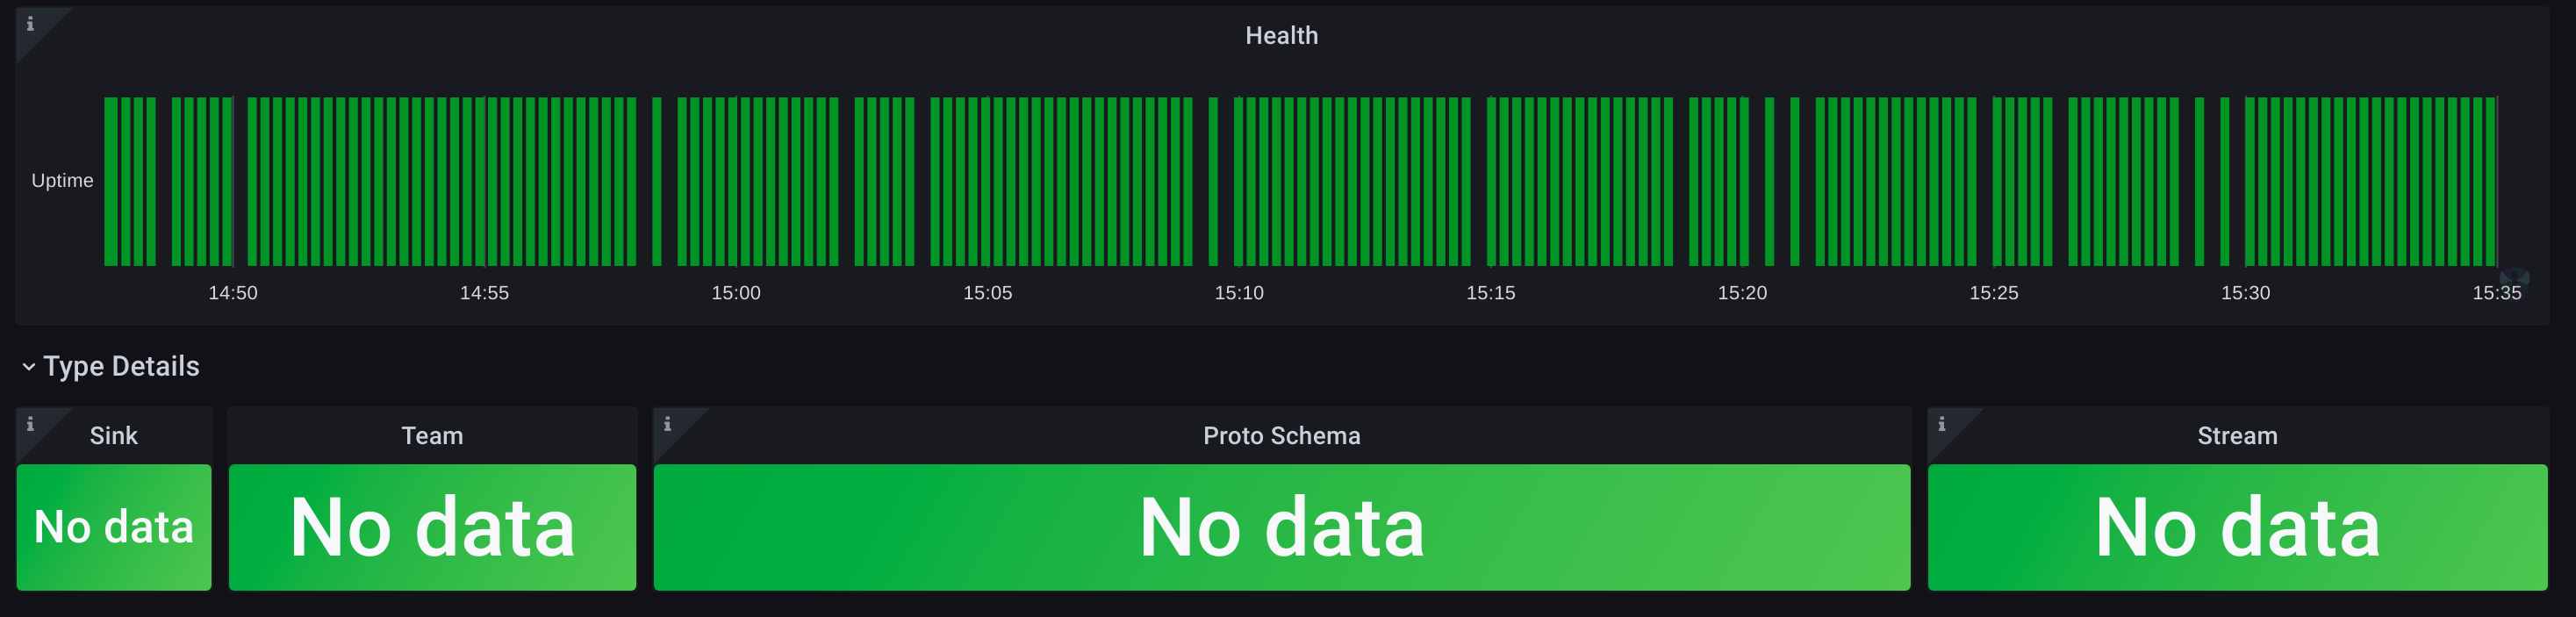 Health
Uptime
14:50 14:55 15:00 15:05 15:10 15:15 15:20 15:25 15:30 15:35
Type Details
Sink Team Proto Schema Stream
No data No data No data No data